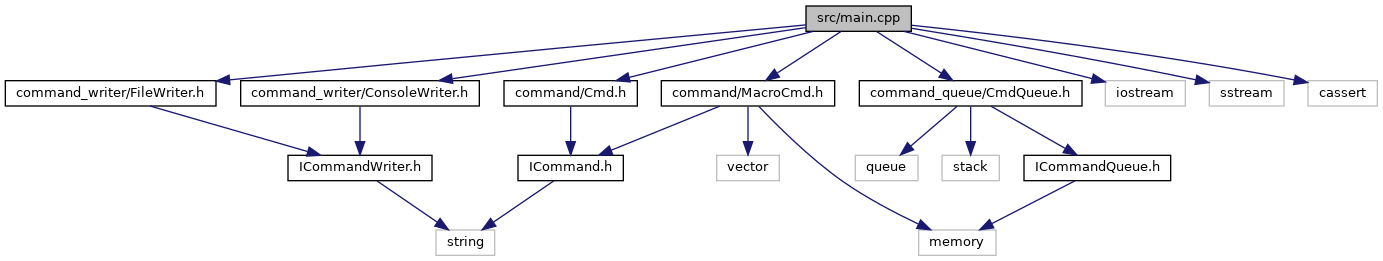 src/main.cpp
command_writer/FileWriter.h
command_writer/ConsoleWriter.h
command/Cmd.h
command/MacroCmd.h
command_queue/CmdQueue.h
iostream
sstream
cassert
ICommandWriter.h
ICommand.h
vector
queue
stack
ICommandQueue.h
string
memory